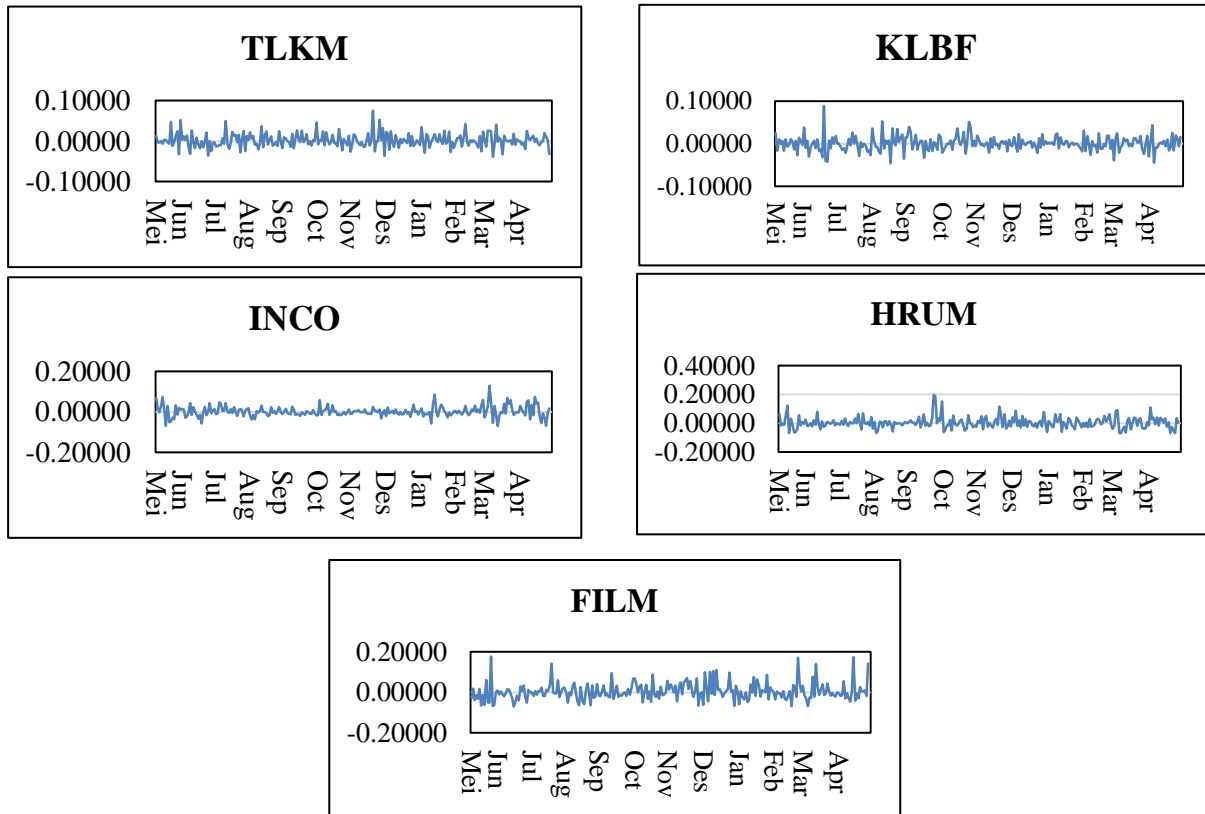 TLKM
0.10000
0.00000
-0.10000
Mei Jun Jul Aug Sep Oct Nov Des Jan Feb Mar Apr
KLBF
0.10000
0.00000
-0.10000
Mei Jun Jul Aug Sep Oct Nov Des Jan Feb Mar Apr
INCO
0.20000
0.00000
-0.20000
Mei Jun Jul Aug Sep Oct Nov Des Jan Feb Mar Apr
HRUM
0.40000
0.20000
0.00000
-0.20000
Mei Jun Jul Aug Sep Oct Nov Des Jan Feb Mar Apr
FILM
0.20000
0.00000
-0.20000
Mei Jun Jul Aug Sep Oct Nov Des Jan Feb Mar Apr